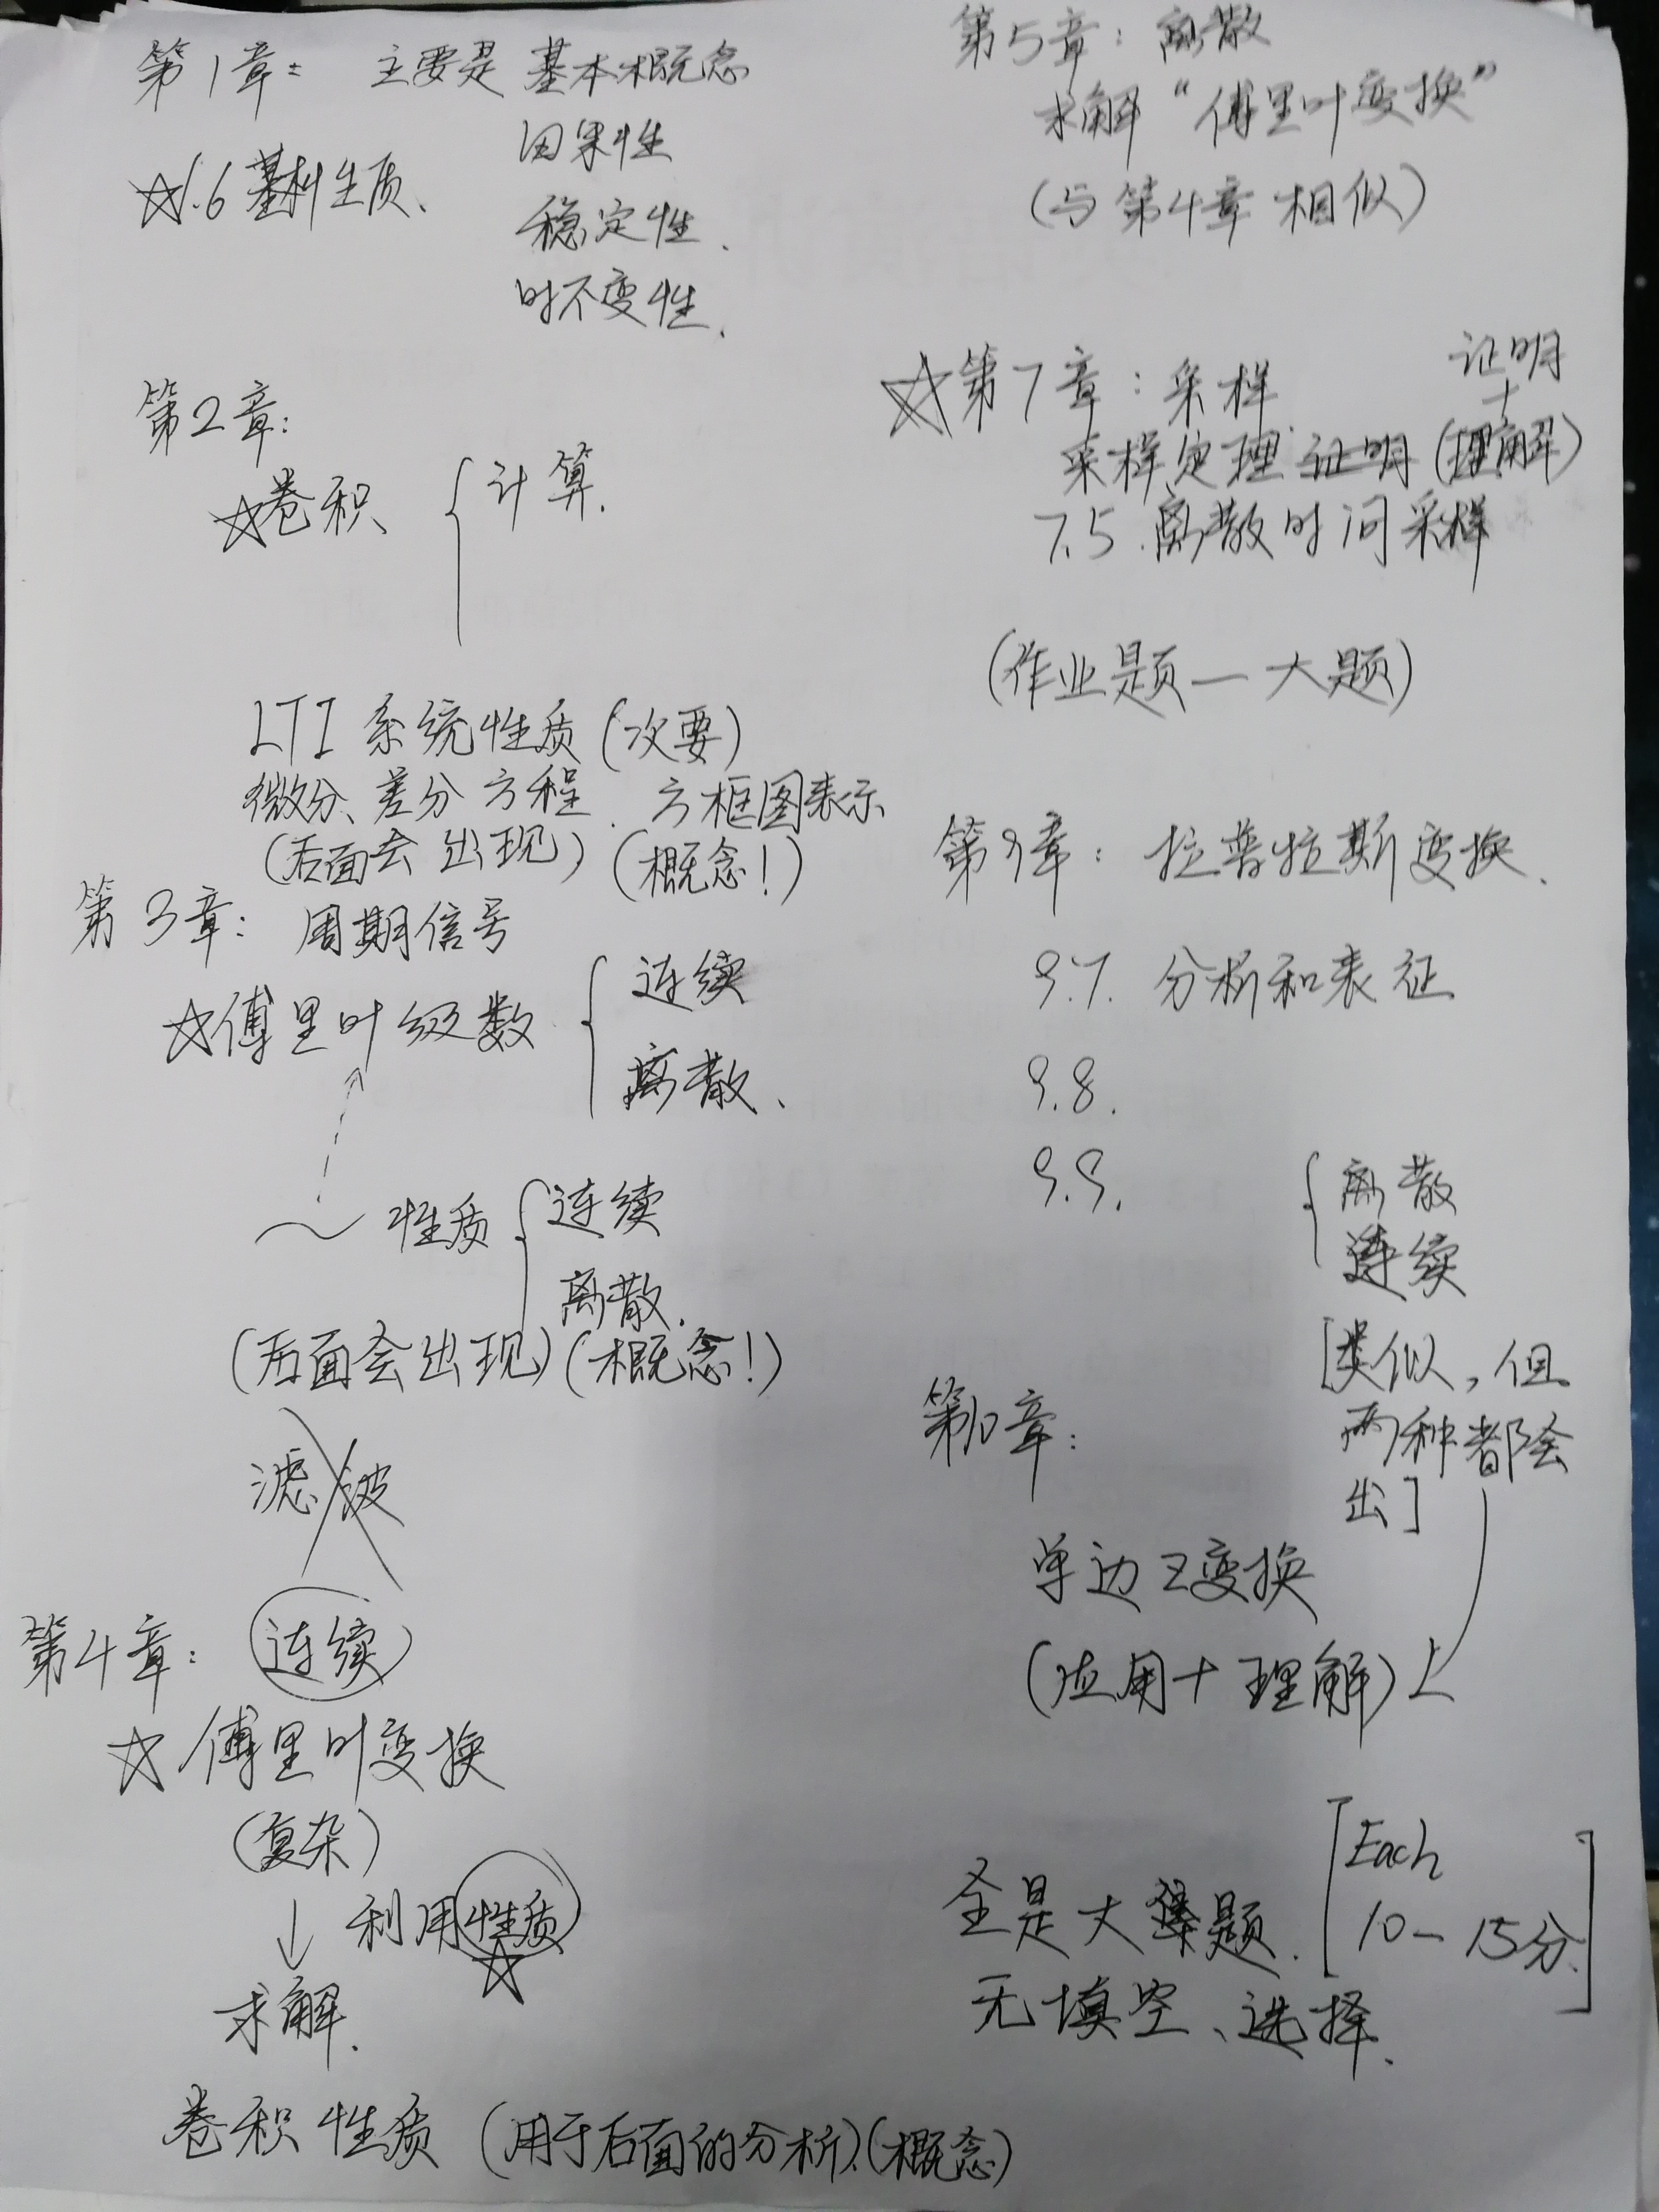 第1章: 主要是 基本概念
因果性
☆1.6 基本性质、
稳定性、
时不变性、
第2章:
☆卷积 { 计算.
LTI 系统性质 (次要)
微分、差分 方程、方框图表示
(后面会出现) (概念!)
第3章: 周期信号
☆傅里叶级数 { 连续
离散、
~ 性质 { 连续
离散.
(后面会出现) (概念!)
滤波
第4章: 连续
☆ 傅里叶变换
(复杂)
↓ 利用性质
☆
求解.
卷积性质 (用于后面的分析).(概念)
第5章: 离散
求解 “傅里叶变换”
(与第4章相似)
☆第7章: 采样
证明
+
采样定理 证明 (理解)
7.5 离散时间采样
(作业题一大题)
第9章: 拉普拉斯变换.
9.7. 分析和表征
9.8.
9.9.
{ 离散
连续
[类似, 但
两种都会
出]
第10章:
单边Z变换
(应用+理解)上
全是大题.
[Each
10-15分.]
无填空、选择.